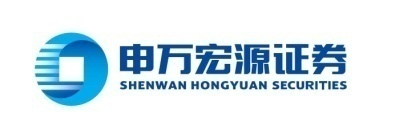 申万宏源证券
SHENWAN HONGYUAN SECURITIES